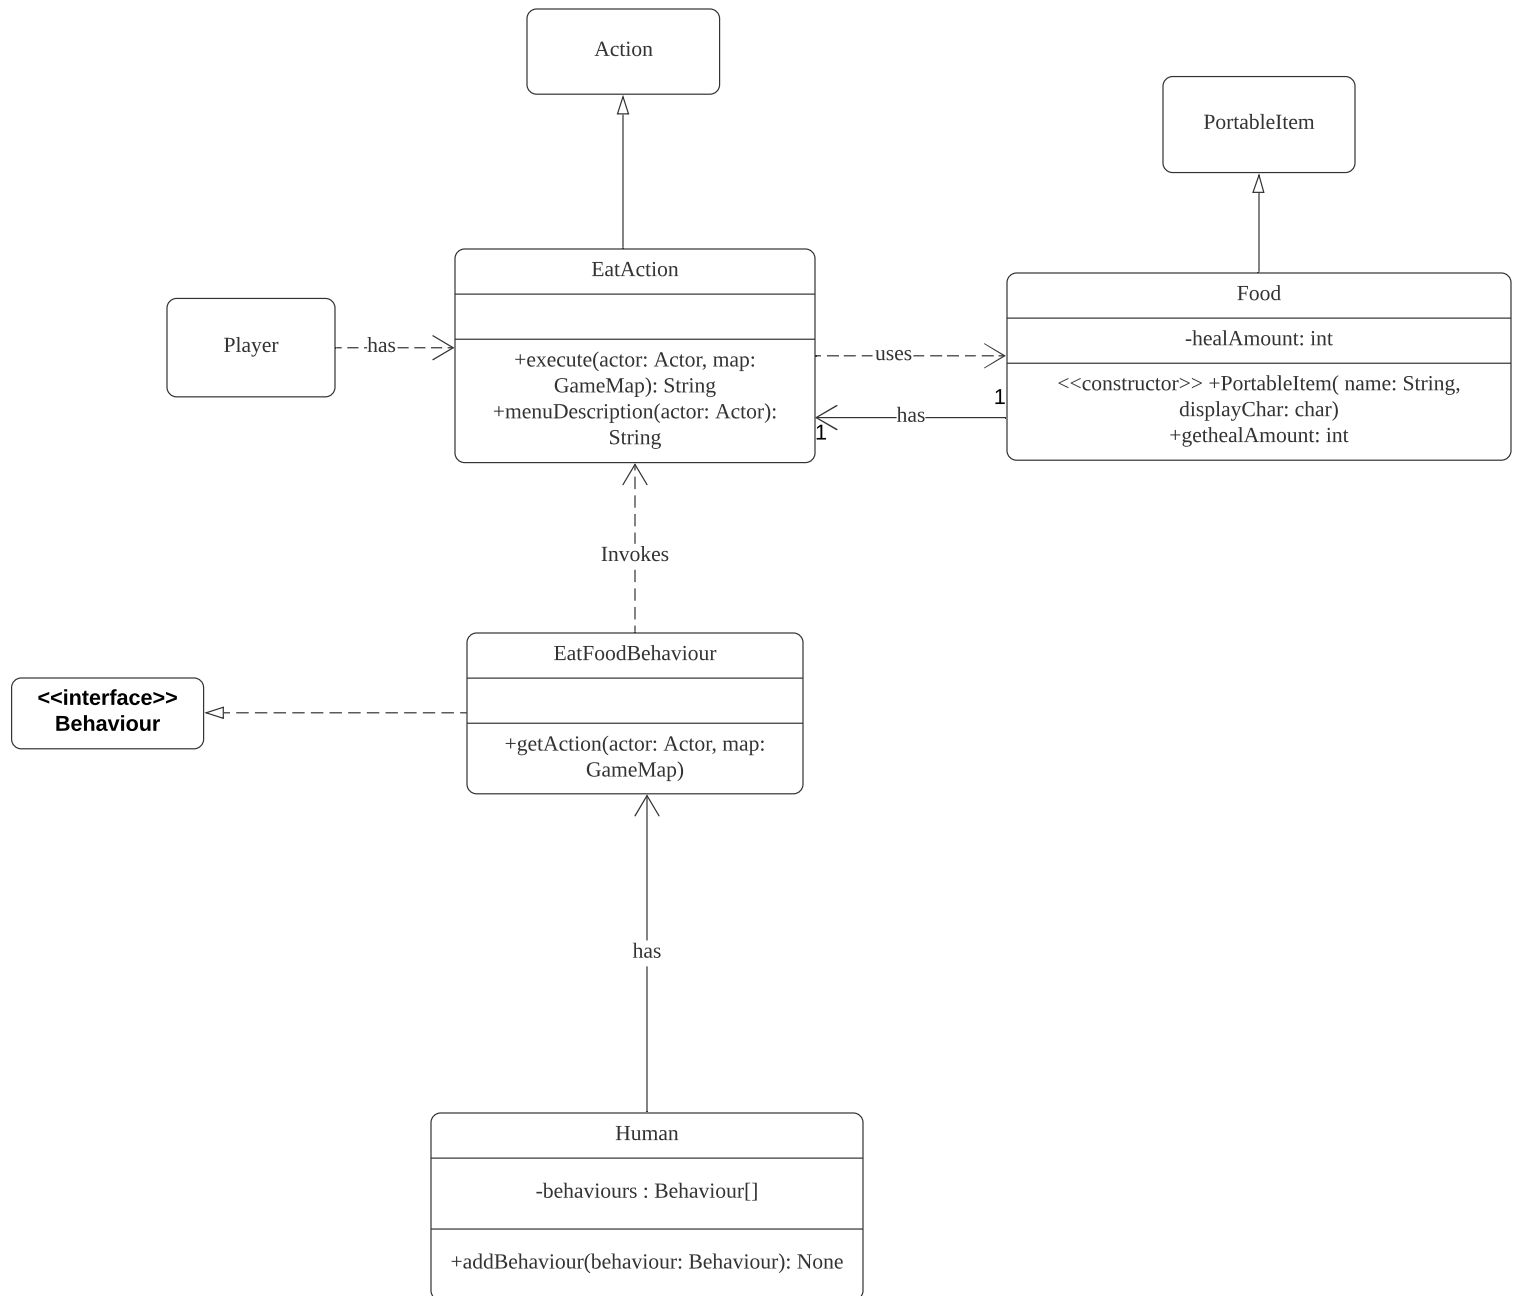 Action
PortableItem
EatAction
+execute(actor: Actor, map:
GameMap): String
+menuDescription(actor: Actor):
String
Player
has
uses
has
1
1
Food
-healAmount: int
<<constructor>> +PortableItem( name: String,
displayChar: char)
+gethealAmount: int
Invokes
EatFoodBehaviour
+getAction(actor: Actor, map:
GameMap)
<<interface>>
Behaviour
has
Human
-behaviours : Behaviour[]
+addBehaviour(behaviour: Behaviour): None